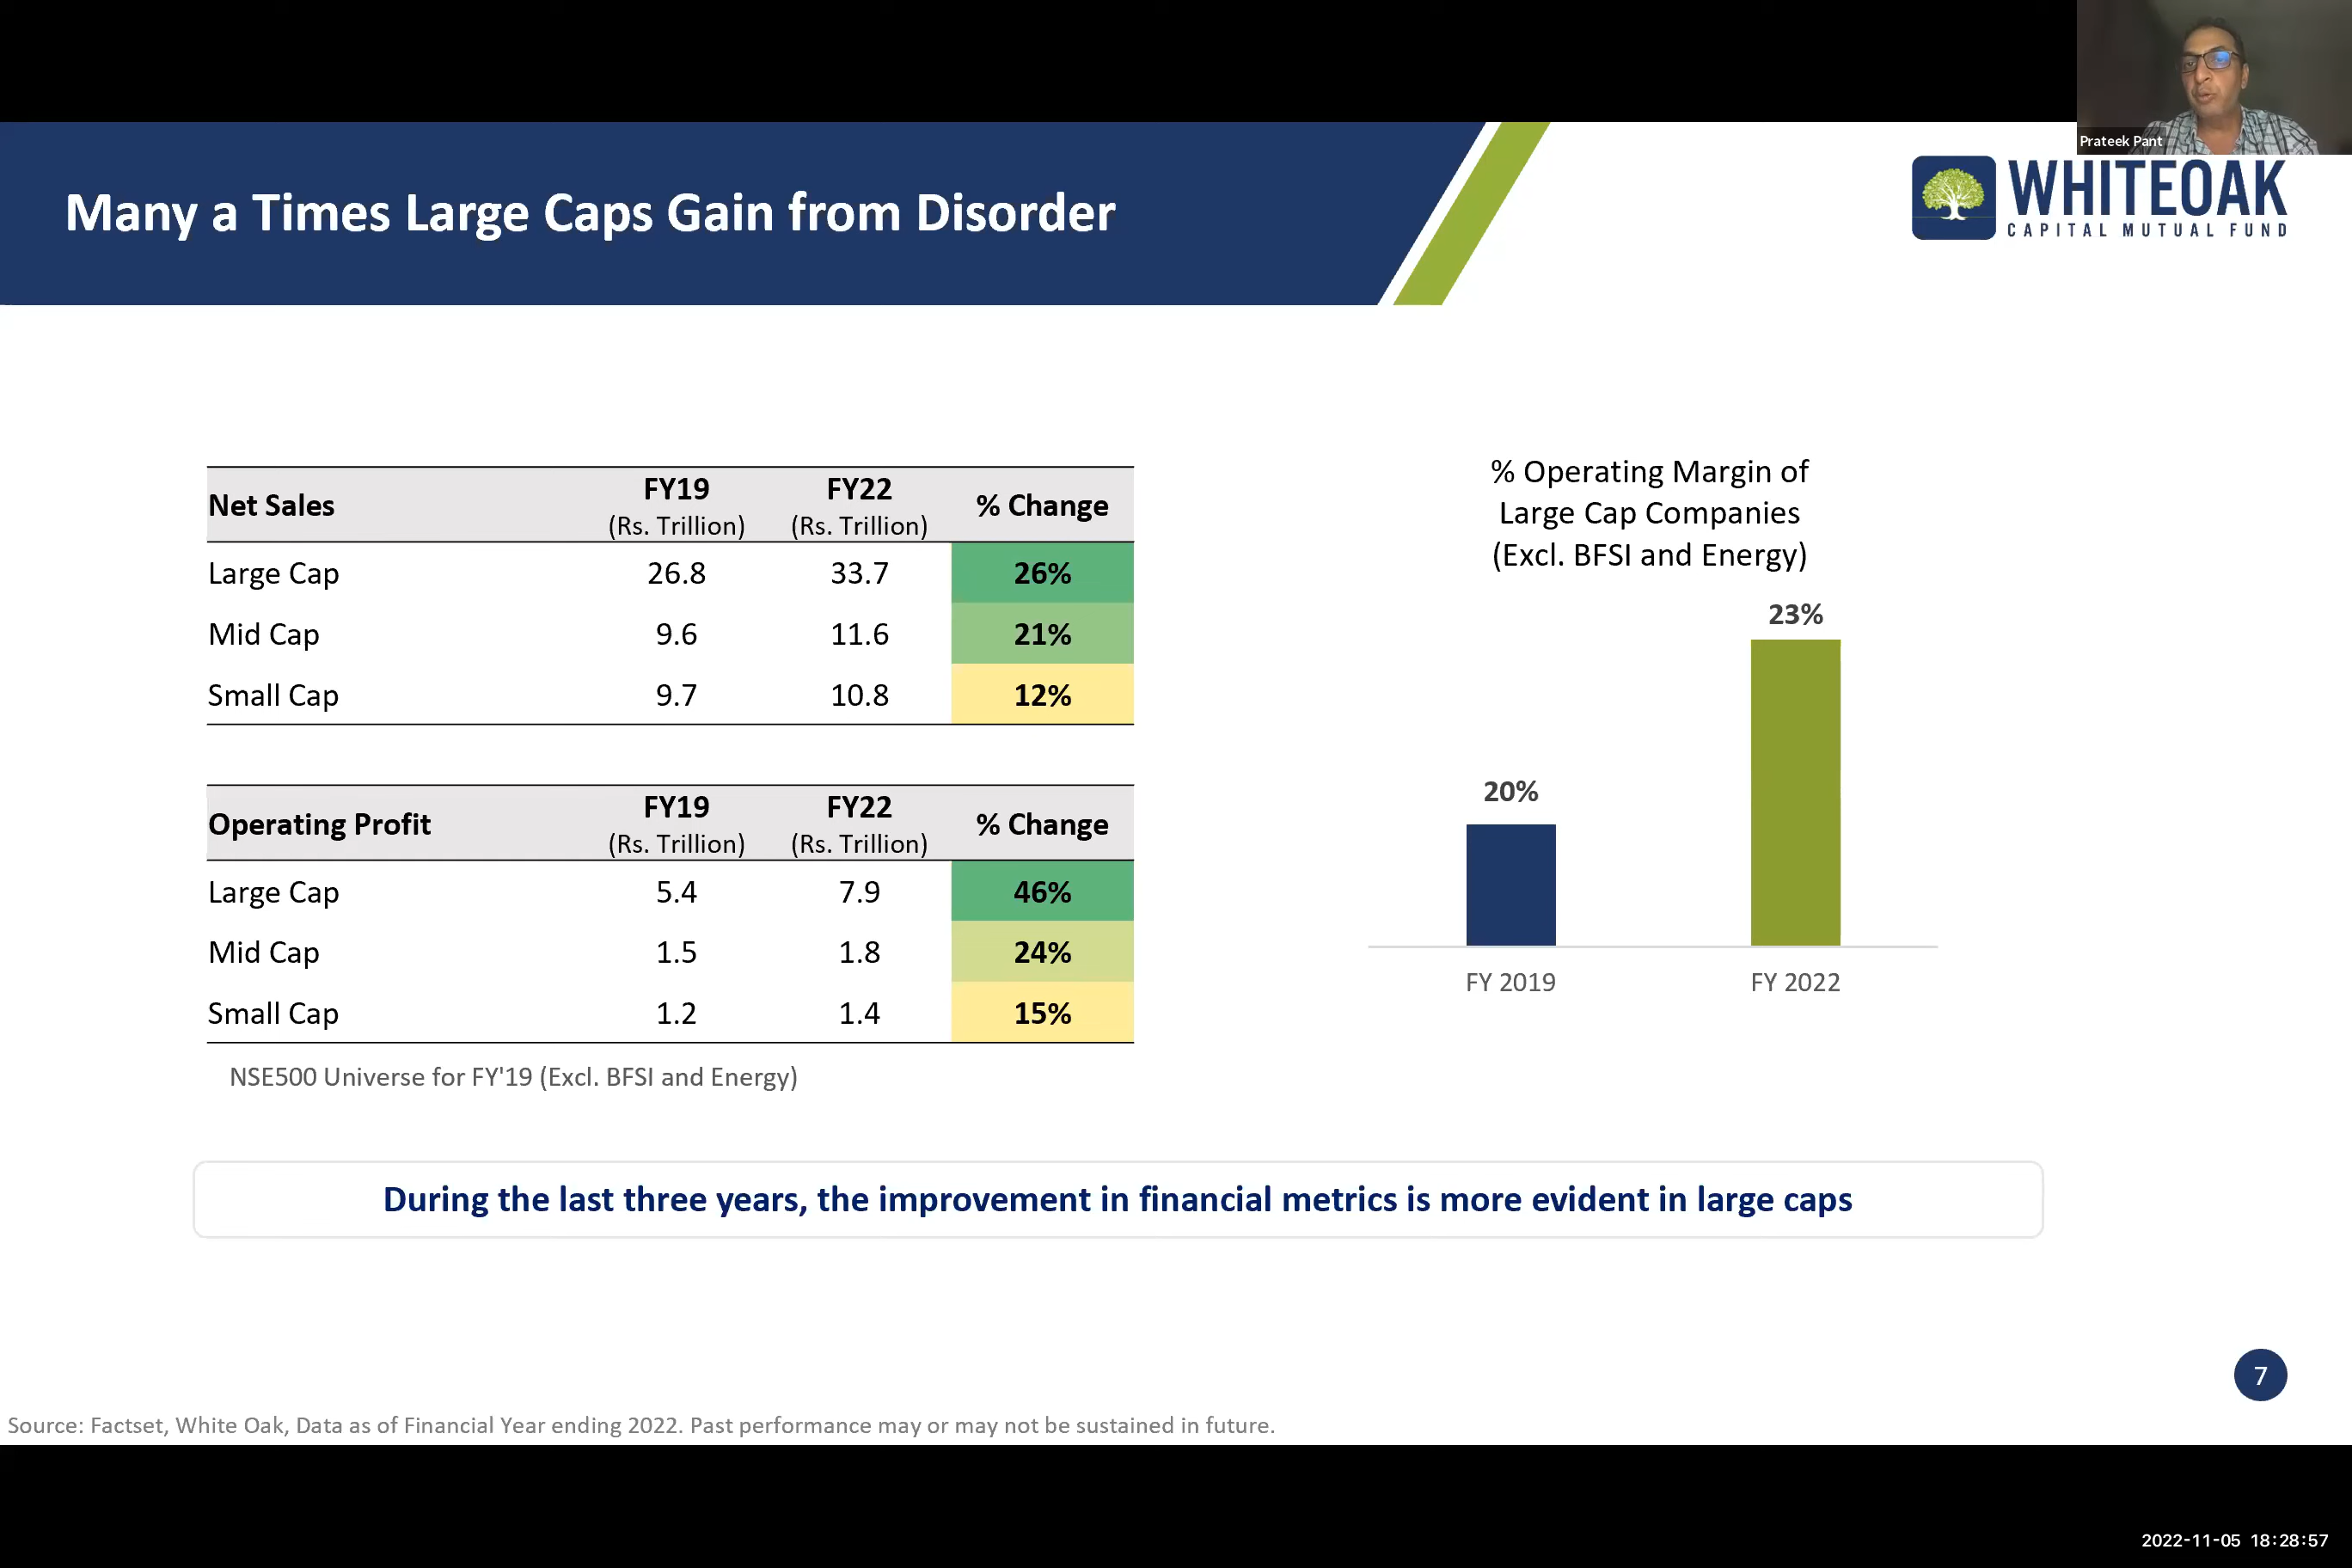 Prateek Pant
Many a Times Large Caps Gain from Disorder
WHITEOAK
CAPITAL MUTUAL FUND
Net Sales FY19 (Rs. Trillion) FY22 (Rs. Trillion) % Change
Large Cap 26.8 33.7 26%
Mid Cap 9.6 11.6 21%
Small Cap 9.7 10.8 12%
Operating Profit FY19 (Rs. Trillion) FY22 (Rs. Trillion) % Change
Large Cap 5.4 7.9 46%
Mid Cap 1.5 1.8 24%
Small Cap 1.2 1.4 15%
NSE500 Universe for FY'19 (Excl. BFSI and Energy)
% Operating Margin of
Large Cap Companies
(Excl. BFSI and Energy)
23%
20%
FY 2019 FY 2022
During the last three years, the improvement in financial metrics is more evident in large caps
7
Source: Factset, White Oak, Data as of Financial Year ending 2022. Past performance may or may not be sustained in future.
2022-11-05 18:28:57